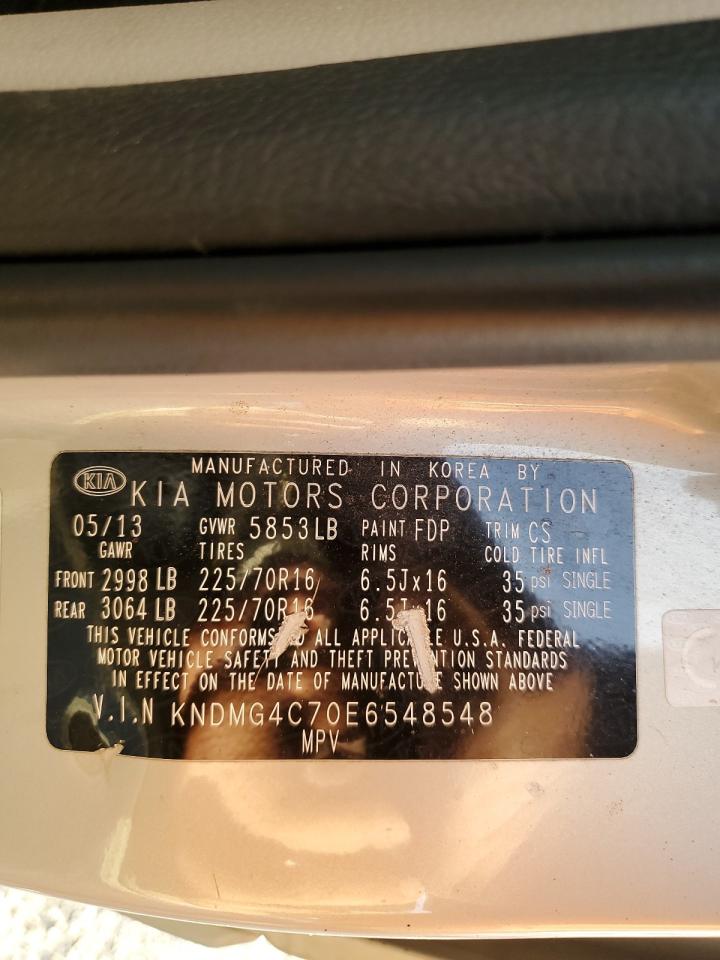 KIA
MANUFACTURED IN KOREA BY
KIA MOTORS CORPORATION
05/13 GVWR 5853LB PAINT FDP TRIM CS
GAWR TIRES RIMS COLD TIRE INFL
FRONT 2998 LB 225/70R16 6.5Jx16 35 psi SINGLE
REAR 3064 LB 225/70R16 6.5Jx16 35 psi SINGLE
THIS VEHICLE CONFORMS TO ALL APPLICABLE U.S.A. FEDERAL
MOTOR VEHICLE SAFETY AND THEFT PREVENTION STANDARDS
IN EFFECT ON THE DATE OF MANUFACTURE SHOWN ABOVE
V.I.N KNDMG4C70E6548548
MPV